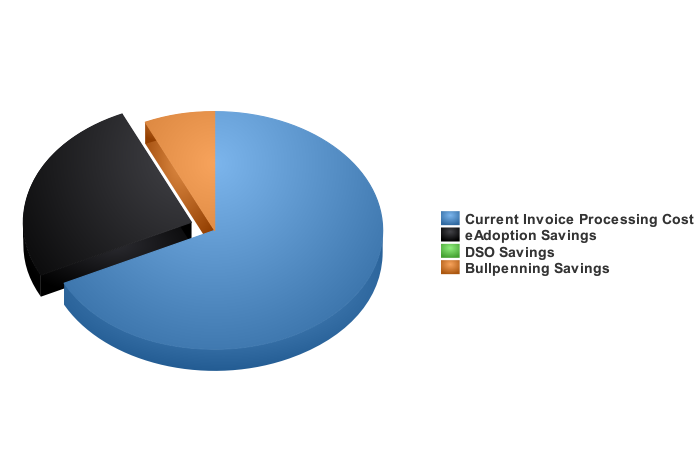 Current Invoice Processing Cost
eAdoption Savings
DSO Savings
Bullpenning Savings